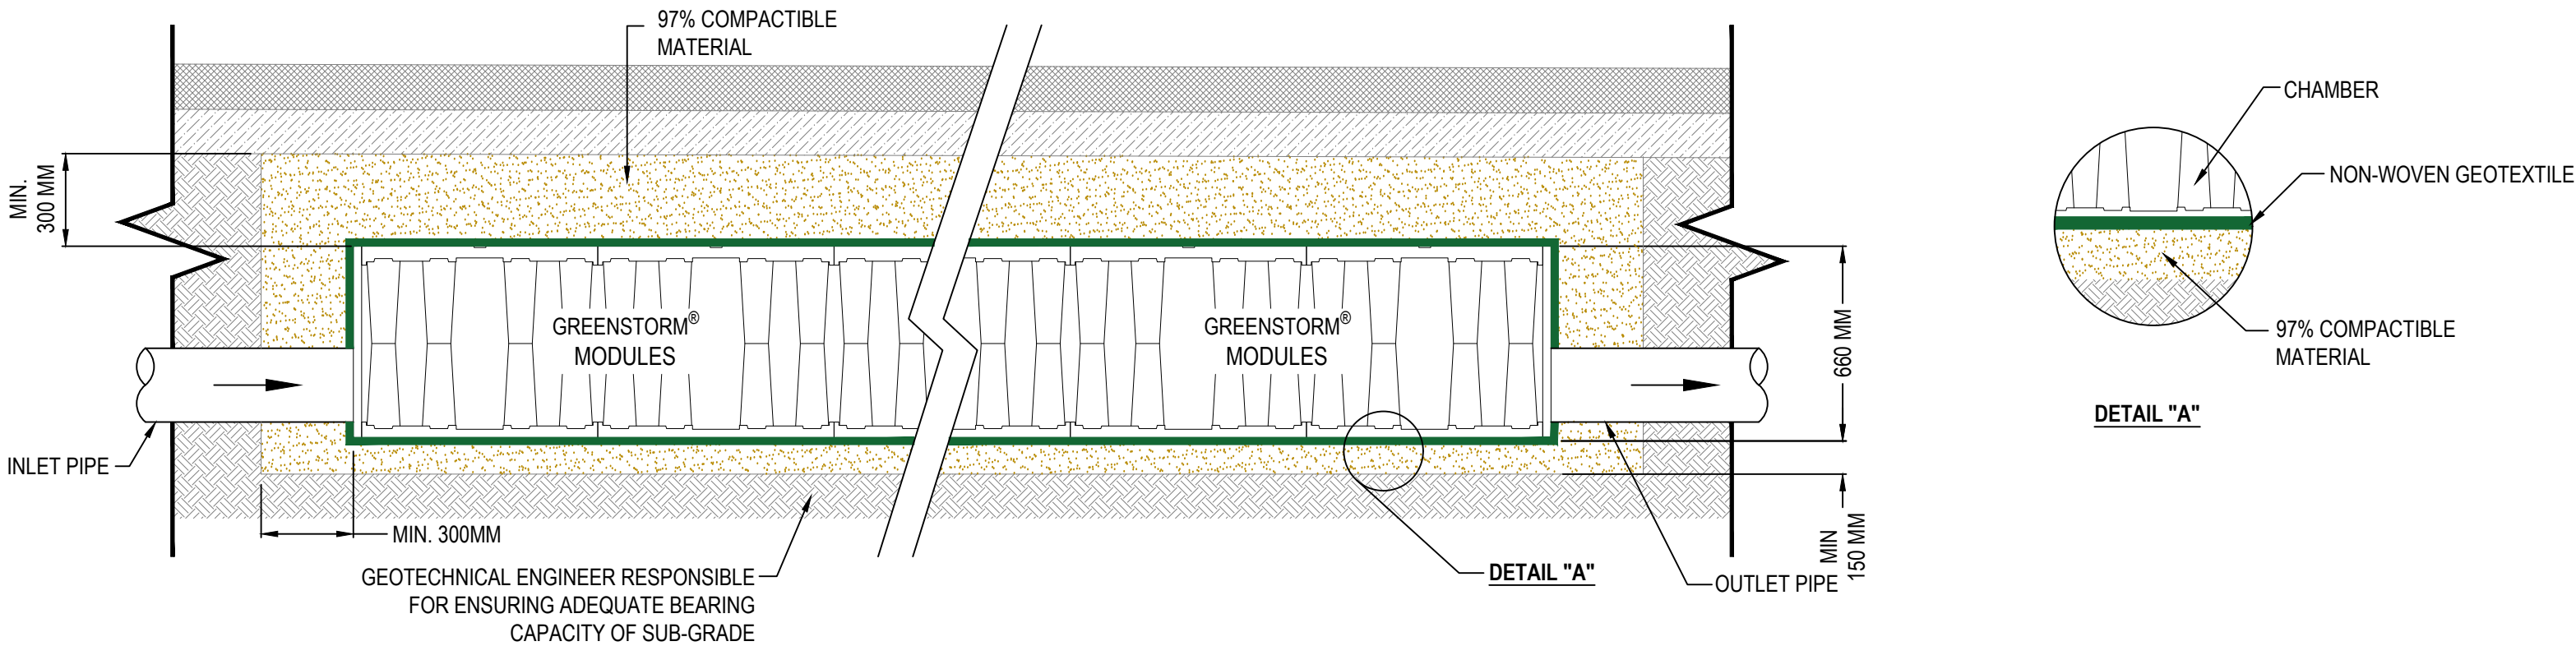 97% COMPACTIBLE
MATERIAL
MIN.
300 MM
GREENSTORM®
MODULES
GREENSTORM®
MODULES
660 MM
INLET PIPE
MIN. 300MM
MIN
150 MM
GEOTECHNICAL ENGINEER RESPONSIBLE
FOR ENSURING ADEQUATE BEARING
CAPACITY OF SUB-GRADE
DETAIL "A"
OUTLET PIPE
CHAMBER
NON-WOVEN GEOTEXTILE
97% COMPACTIBLE
MATERIAL
DETAIL "A"